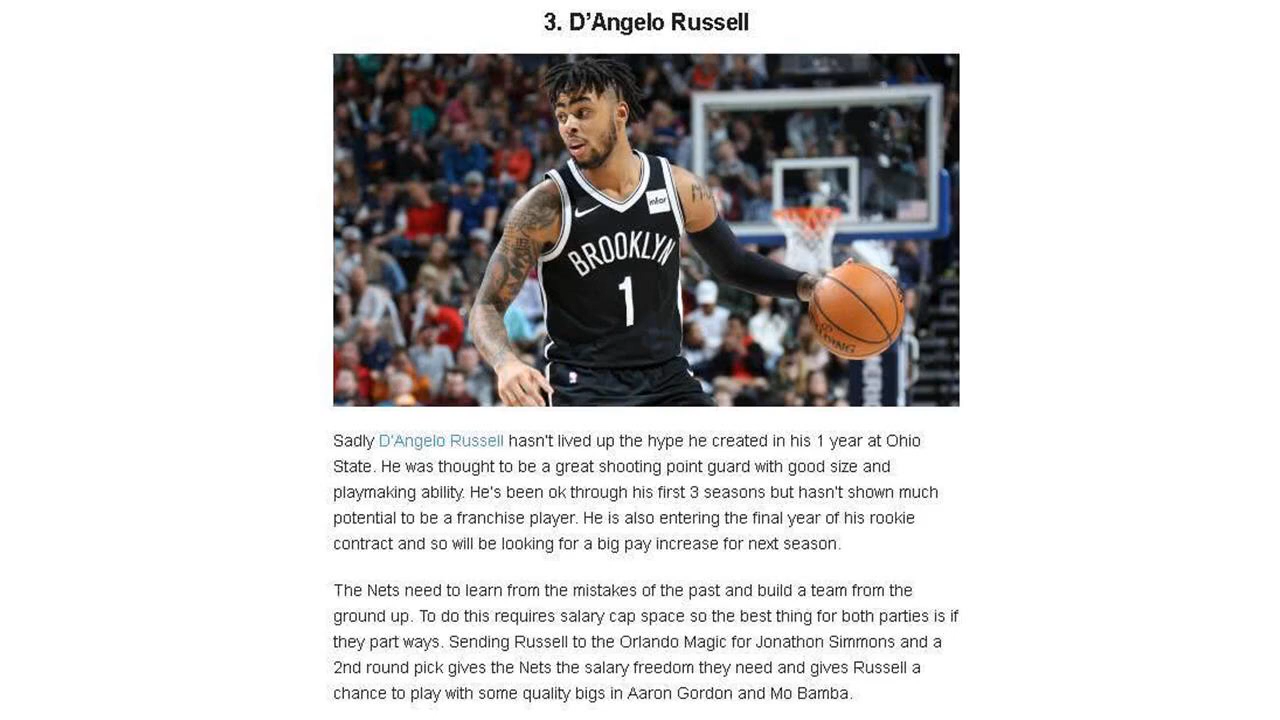 3. D’Angelo Russell
infor
BROOKLYN
1
Sadly D’Angelo Russell hasn’t lived up the hype he created in his 1 year at Ohio
State. He was thought to be a great shooting point guard with good size and
playmaking ability. He’s been ok through his first 3 seasons but hasn’t shown much
potential to be a franchise player. He is also entering the final year of his rookie
contract and so will be looking for a big pay increase for next season.
The Nets need to learn from the mistakes of the past and build a team from the
ground up. To do this requires salary cap space so the best thing for both parties is if
they part ways. Sending Russell to the Orlando Magic for Jonathon Simmons and a
2nd round pick gives the Nets the salary freedom they need and gives Russell a
chance to play with some quality bigs in Aaron Gordon and Mo Bamba.